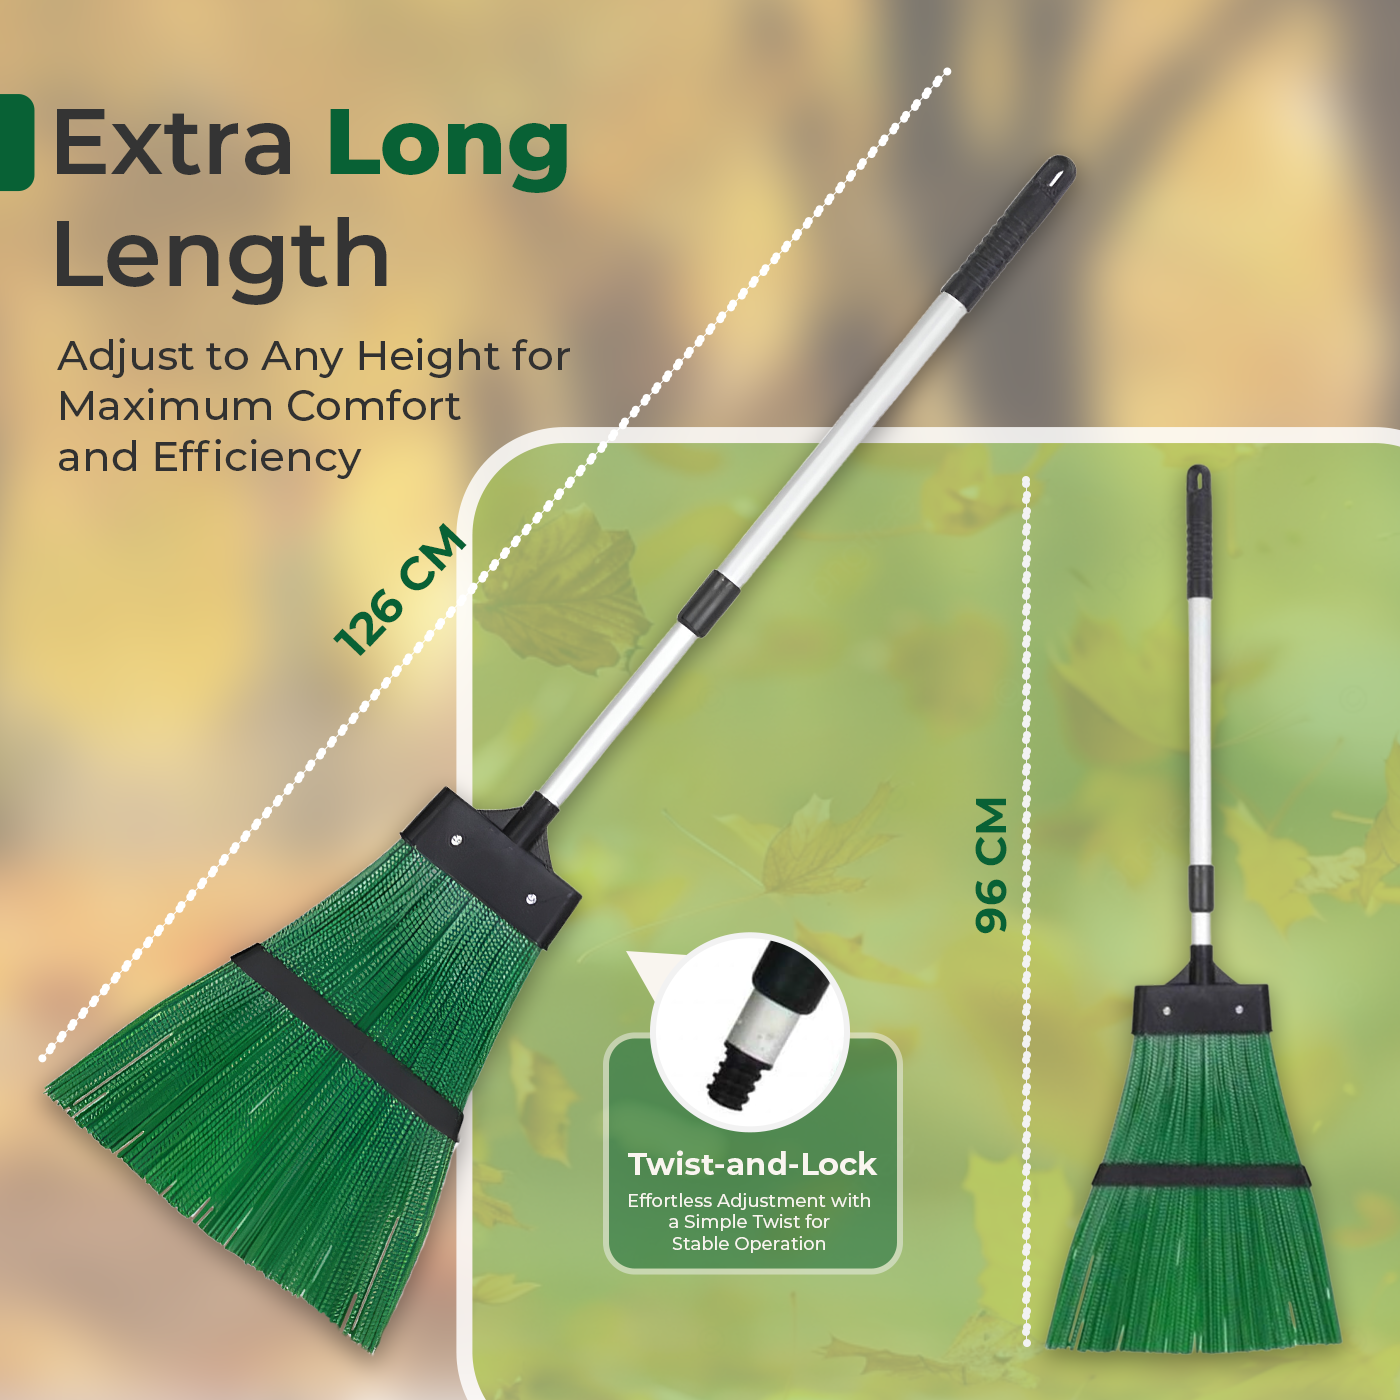 Extra Long
Length
Adjust to Any Height for
Maximum Comfort
and Efficiency
126 CM
96 CM
Twist-and-Lock
Effortless Adjustment with
a Simple Twist for
Stable Operation